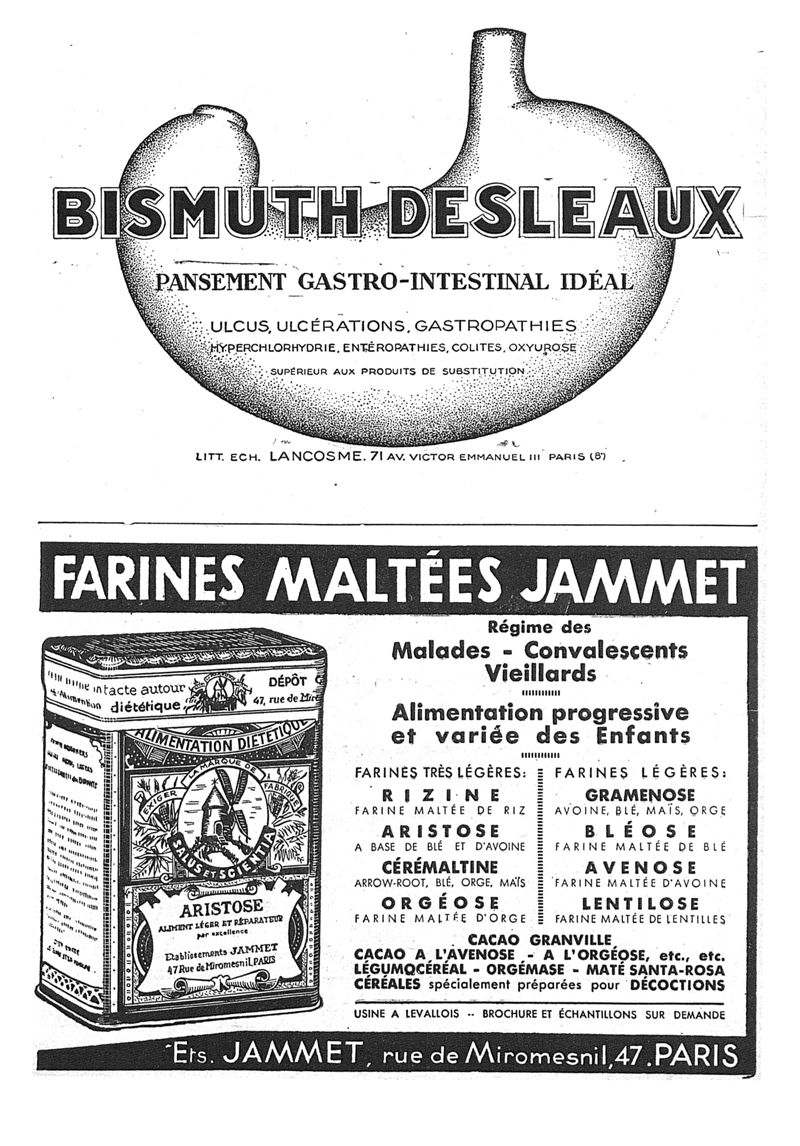 BISMUTH DESLEAUX
PANSEMENT GASTRO-INTESTINAL IDÉAL
ULCUS, ULCÉRATIONS, GASTROPATHIES
HYPERCHLORHYDRIE, ENTÉROPATHIES, COLITES, OXYUROSE
SUPÉRIEUR AUX PRODUITS DE SUBSTITUTION
LITT. ECH. LANCOSME. 71 AV. VICTOR EMMANUEL III PARIS (8e)
FARINES MALTÉES JAMMET
intacte autour
diététique
DÉPÔT
47, rue de
ALIMENTATION DIÉTÉTIQUE
EXIGER LA MARQUE DE FABRIQUE
SALUS ET SCIENTIA
ARISTOSE
ALIMENT LÉGER ET RÉPARATEUR
par excellence
Etablissements JAMMET
47 Rue de Miromesnil, PARIS
Régime des
Malades - Convalescents
Vieillards
Alimentation progressive
et variée des Enfants
FARINES TRÈS LÉGÈRES:
RIZINE
FARINE MALTÉE DE RIZ
ARISTOSE
A BASE DE BLÉ ET D'AVOINE
CÉRÉMALTINE
ARROW-ROOT, BLÉ, ORGE, MAÏS
ORGÉOSE
FARINE MALTÉE D'ORGE
FARINES LÉGÈRES:
GRAMENOSE
AVOINE, BLÉ, MAÏS, ORGE
BLÉOSE
FARINE MALTÉE DE BLÉ
AVENOSE
FARINE MALTÉE D'AVOINE
LENTILOSE
FARINE MALTÉE DE LENTILLES
CACAO GRANVILLE
CACAO A L'AVENOSE - A L'ORGÉOSE, etc., etc.
LÉGUMOCÉRÉAL - ORGÉMASE - MATÉ SANTA-ROSA
CÉRÉALES spécialement préparées pour DÉCOCTIONS
USINE A LEVALLOIS -- BROCHURE ET ÉCHANTILLONS SUR DEMANDE
Ets. JAMMET, rue de Miromesnil, 47. PARIS